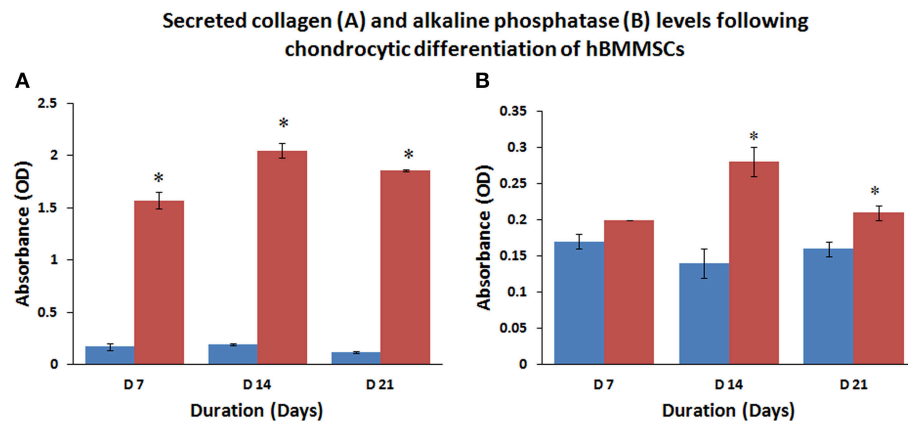 Secreted collagen (A) and alkaline phosphatase (B) levels following
chondrocytic differentiation of hBMMSCs
A
Absorbance (OD)
2.5
2
1.5
1
0.5
0
*
*
*
D 7 D 14 D 21
Duration (Days)
B
Absorbance (OD)
0.35
0.3
0.25
0.2
0.15
0.1
0.05
0
*
*
D 7 D 14 D 21
Duration (Days)